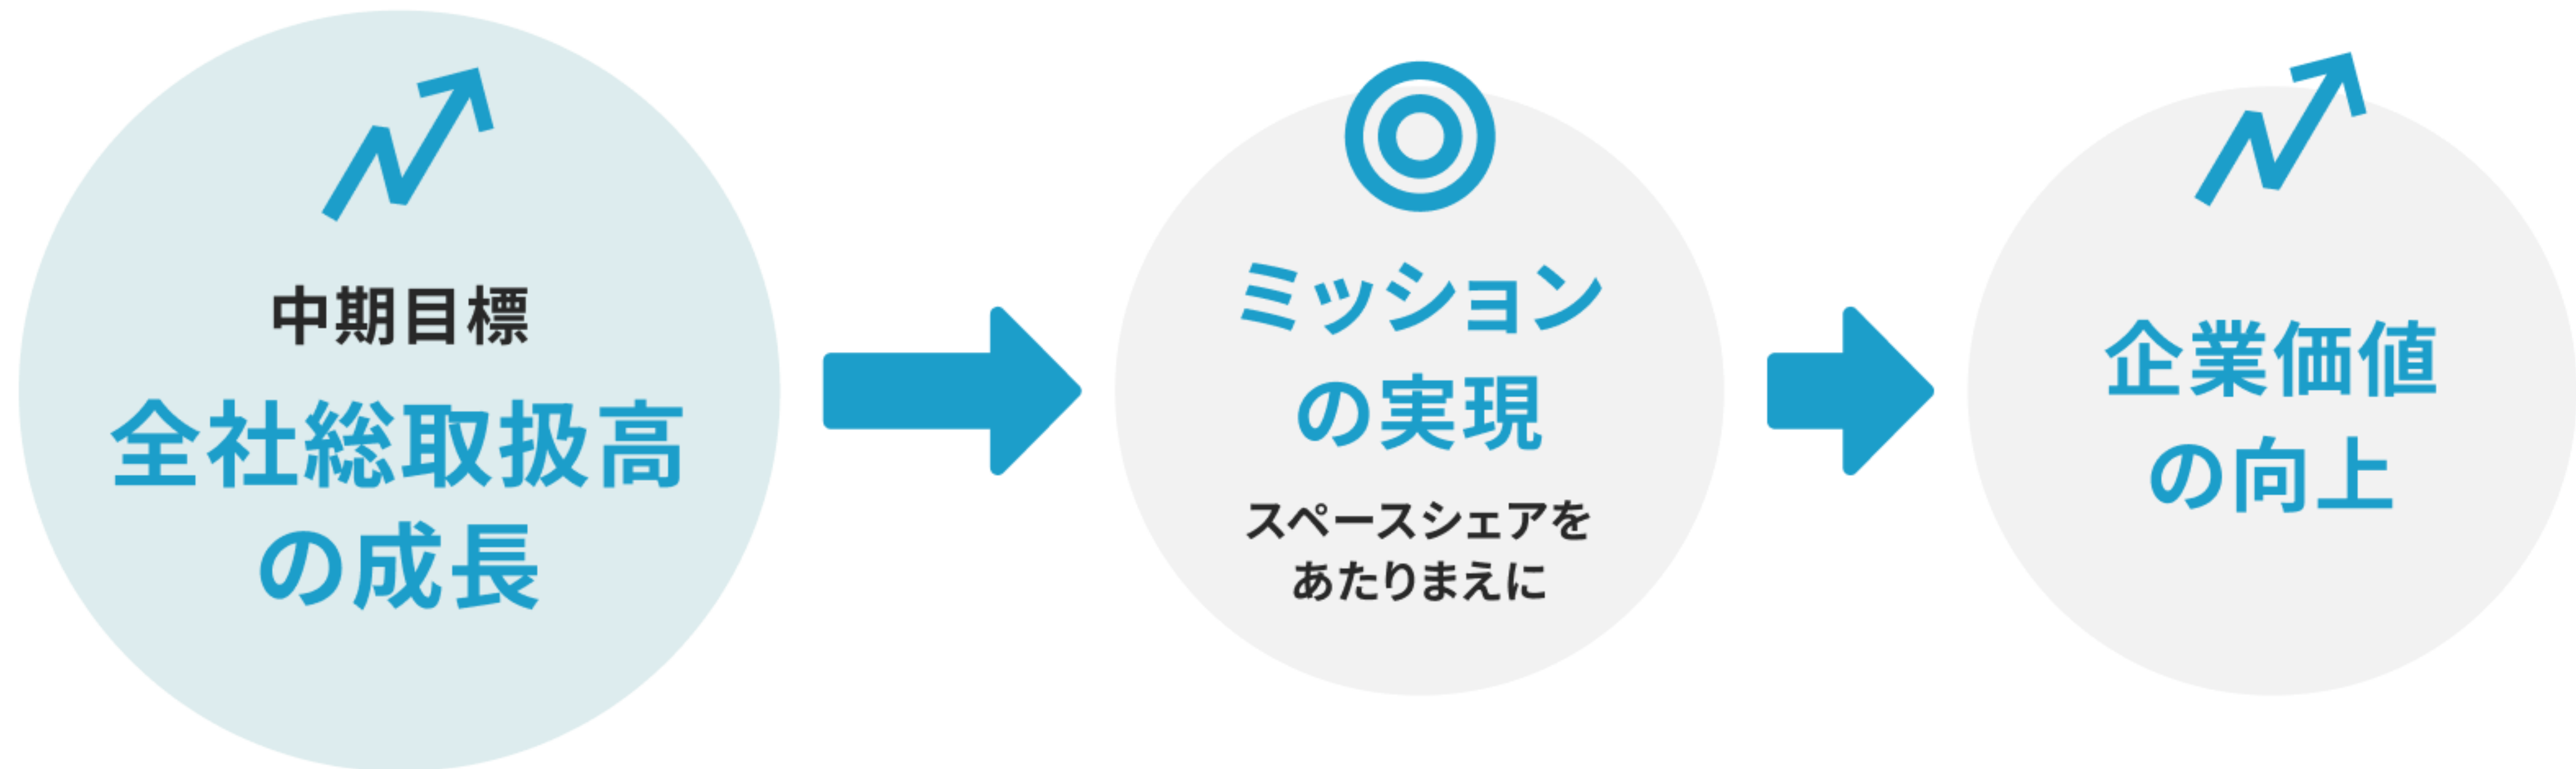 中期目標
全社総取扱高
の成長
ミッション
の実現
スペースシェアを
あたりまえに
企業価値
の向上